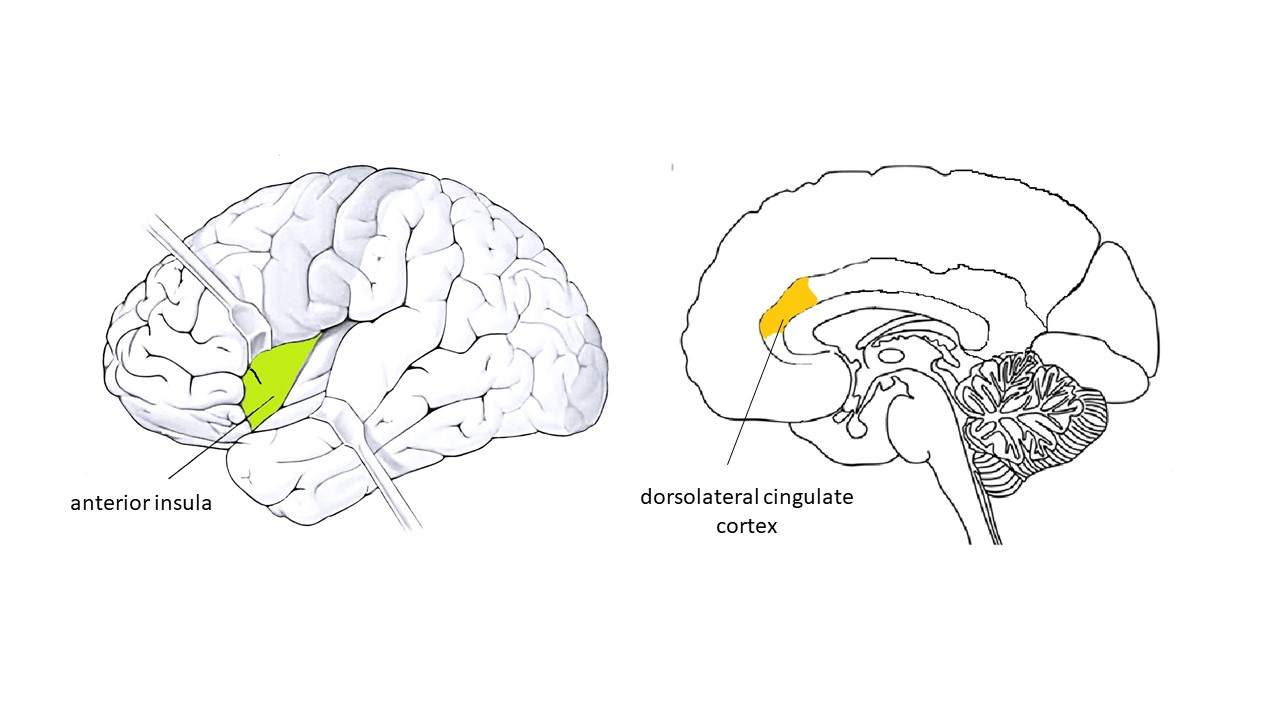 anterior insula
dorsolateral cingulate
cortex